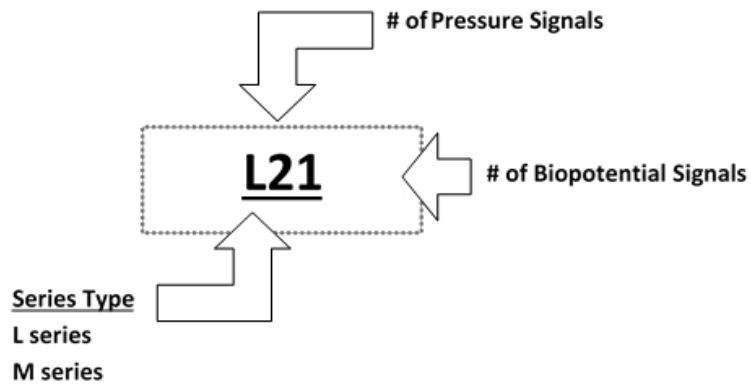 # of Pressure Signals
L21
# of Biopotential Signals
Series Type
L series
M series